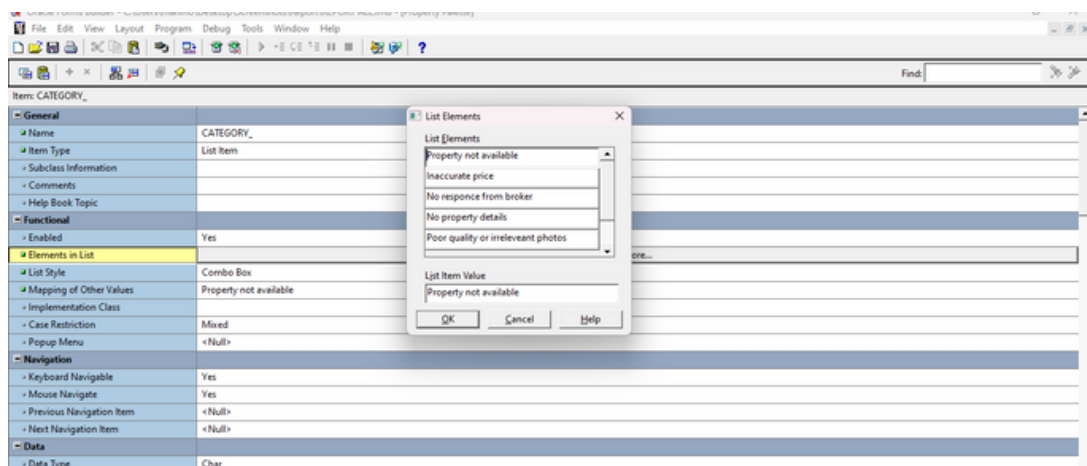 File Edit View Layout Program Debug Tools Window Help
Find:
Item: CATEGORY_
General
Name CATEGORY_
Item Type List Item
Subclass Information
Comments
Help Book Topic
Functional
Enabled Yes
Elements in List ore...
List Style Combo Box
Mapping of Other Values Property not available
Implementation Class
Case Restriction Mixed
Popup Menu <Null>
Navigation
Keyboard Navigable Yes
Mouse Navigate Yes
Previous Navigation Item <Null>
Next Navigation Item <Null>
Data
Data Type Char
List Elements
List Elements
Property not available
Inaccurate price
No responce from broker
No property details
Poor quality or irreleveant photos
List Item Value
Property not available
OK Cancel Help